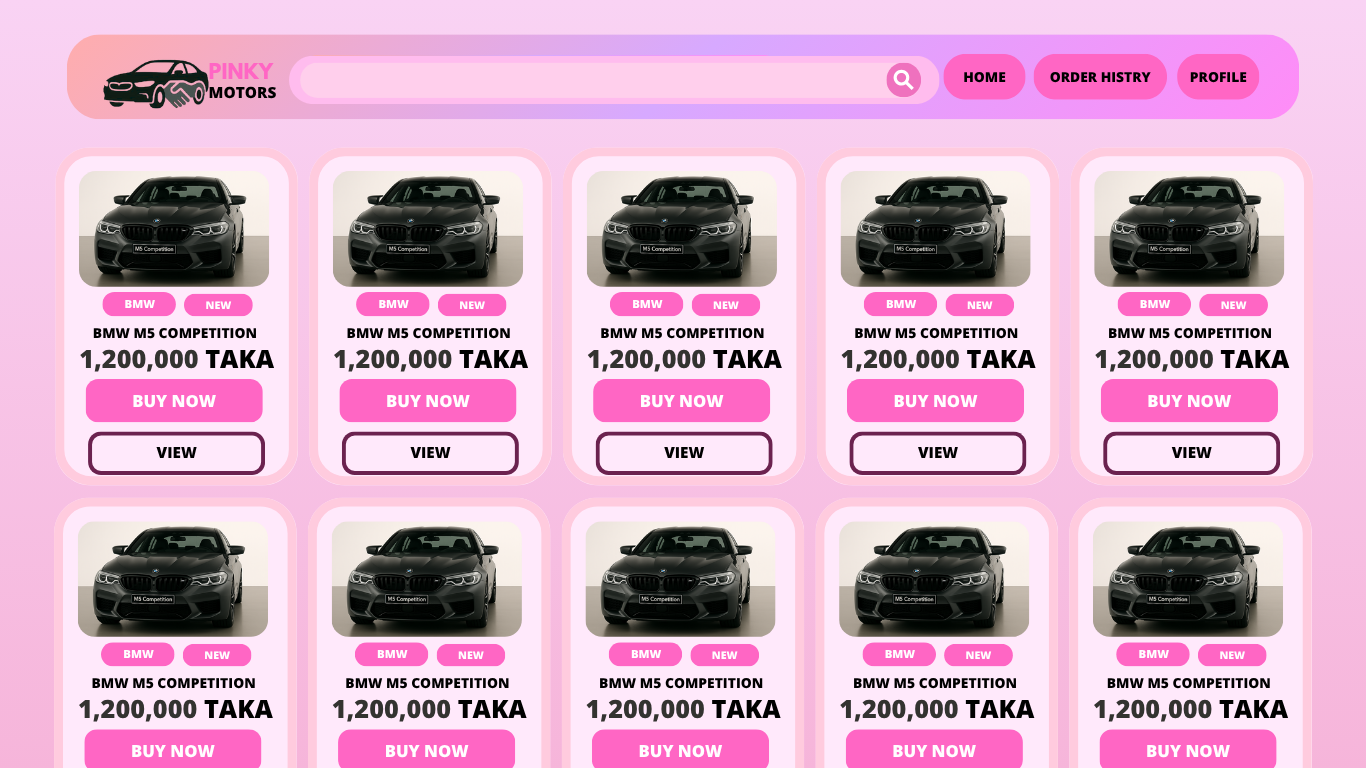 PINKY
MOTORS
HOME ORDER HISTRY PROFILE
M5 Competition M5 Competition M5 Competition M5 Competition M5 Competition
BMW NEW BMW NEW BMW NEW BMW NEW BMW NEW
BMW M5 COMPETITION BMW M5 COMPETITION BMW M5 COMPETITION BMW M5 COMPETITION BMW M5 COMPETITION
1,200,000 TAKA 1,200,000 TAKA 1,200,000 TAKA 1,200,000 TAKA 1,200,000 TAKA
BUY NOW BUY NOW BUY NOW BUY NOW BUY NOW
VIEW VIEW VIEW VIEW VIEW
M5 Competition M5 Competition M5 Competition M5 Competition M5 Competition
BMW NEW BMW NEW BMW NEW BMW NEW BMW NEW
BMW M5 COMPETITION BMW M5 COMPETITION BMW M5 COMPETITION BMW M5 COMPETITION BMW M5 COMPETITION
1,200,000 TAKA 1,200,000 TAKA 1,200,000 TAKA 1,200,000 TAKA 1,200,000 TAKA
BUY NOW BUY NOW BUY NOW BUY NOW BUY NOW